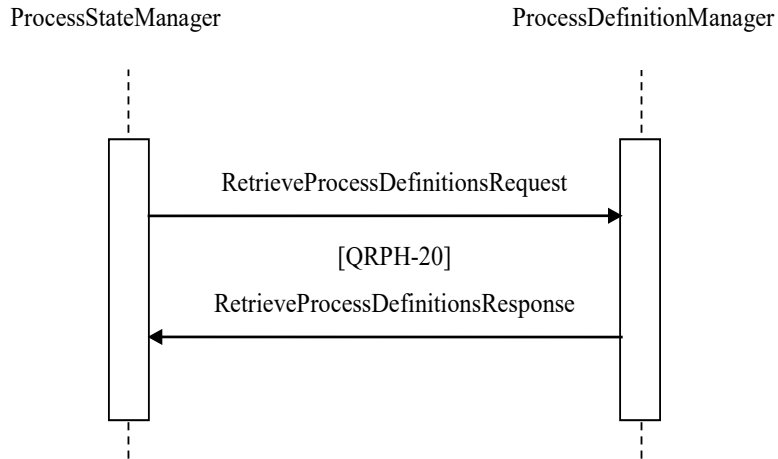 ProcessStateManager
ProcessDefinitionManager
RetrieveProcessDefinitionsRequest
[QRPH-20]
RetrieveProcessDefinitionsResponse